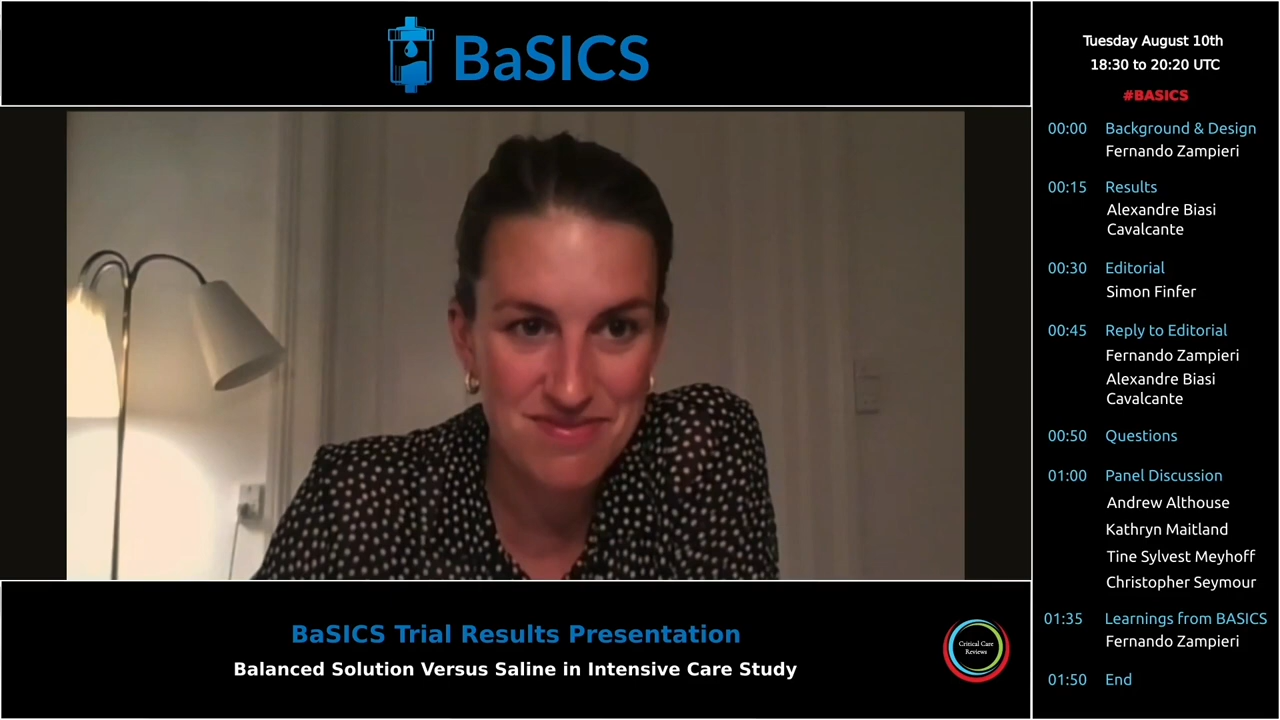 BaSICS
Tuesday August 10th
18:30 to 20:20 UTC
#BASICS
00:00 Background & Design
Fernando Zampieri
00:15 Results
Alexandre Biasi
Cavalcante
00:30 Editorial
Simon Finfer
00:45 Reply to Editorial
Fernando Zampieri
Alexandre Biasi
Cavalcante
00:50 Questions
01:00 Panel Discussion
Andrew Althouse
Kathryn Maitland
Tine Sylvest Meyhoff
Christopher Seymour
01:35 Learnings from BASICS
Fernando Zampieri
01:50 End
BaSICS Trial Results Presentation
Balanced Solution Versus Saline in Intensive Care Study
Critical Care
Reviews